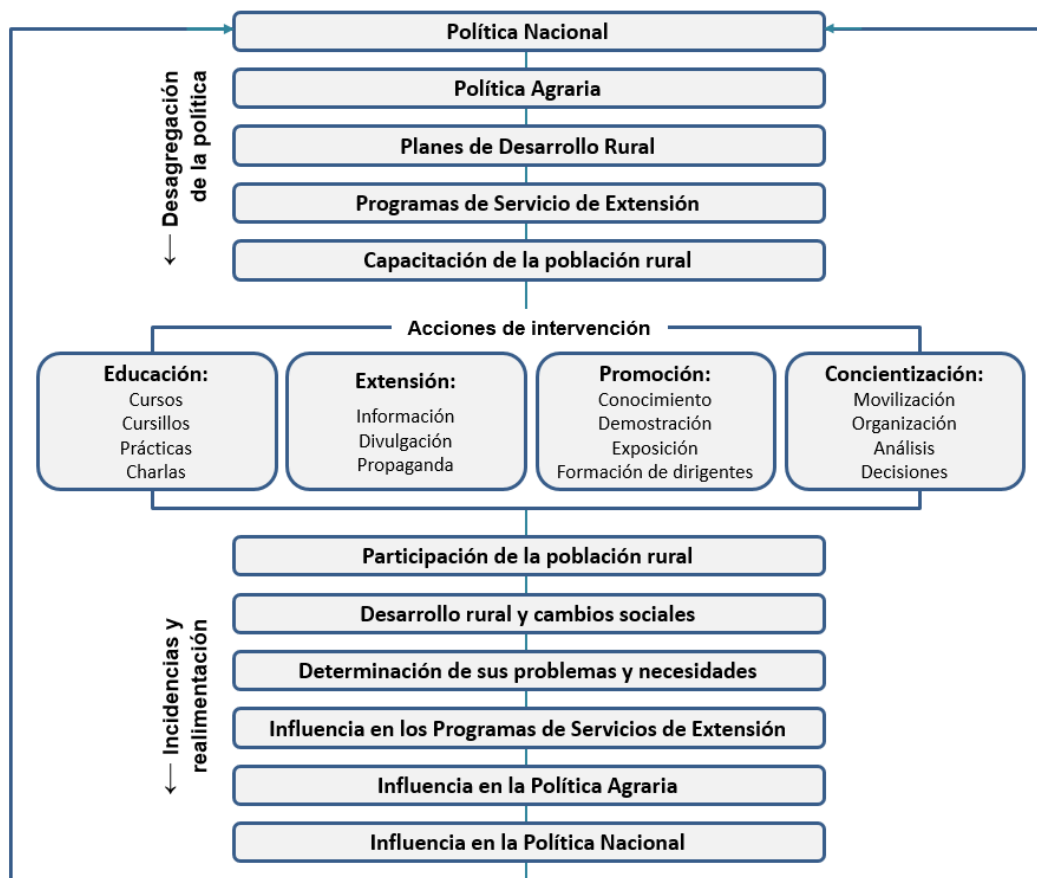 Política Nacional
Desagregación
de la política
Política Agraria
Planes de Desarrollo Rural
Programas de Servicio de Extensión
Capacitación de la población rural
Acciones de intervención
Educación:
Cursos
Cursillos
Prácticas
Charlas
Extensión:
Información
Divulgación
Propaganda
Promoción:
Conocimiento
Demostración
Exposición
Formación de dirigentes
Concientización:
Movilización
Organización
Análisis
Decisiones
Participación de la población rural
Incidencias y
realimentación
Desarrollo rural y cambios sociales
Determinación de sus problemas y necesidades
Influencia en los Programas de Servicios de Extensión
Influencia en la Política Agraria
Influencia en la Política Nacional